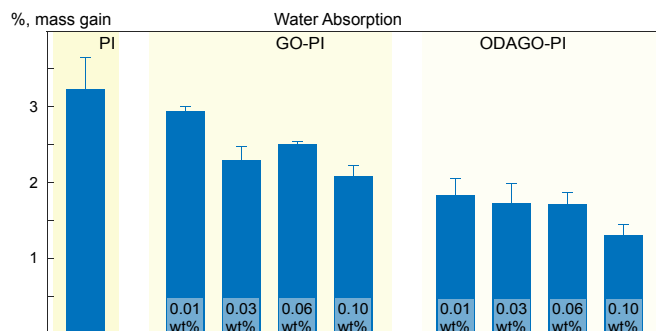 %, mass gain
Water Absorption
PI
GO-PI
ODAGO-PI
3
2
1
0.01
wt%
0.03
wt%
0.06
wt%
0.10
wt%
0.01
wt%
0.03
wt%
0.06
wt%
0.10
wt%